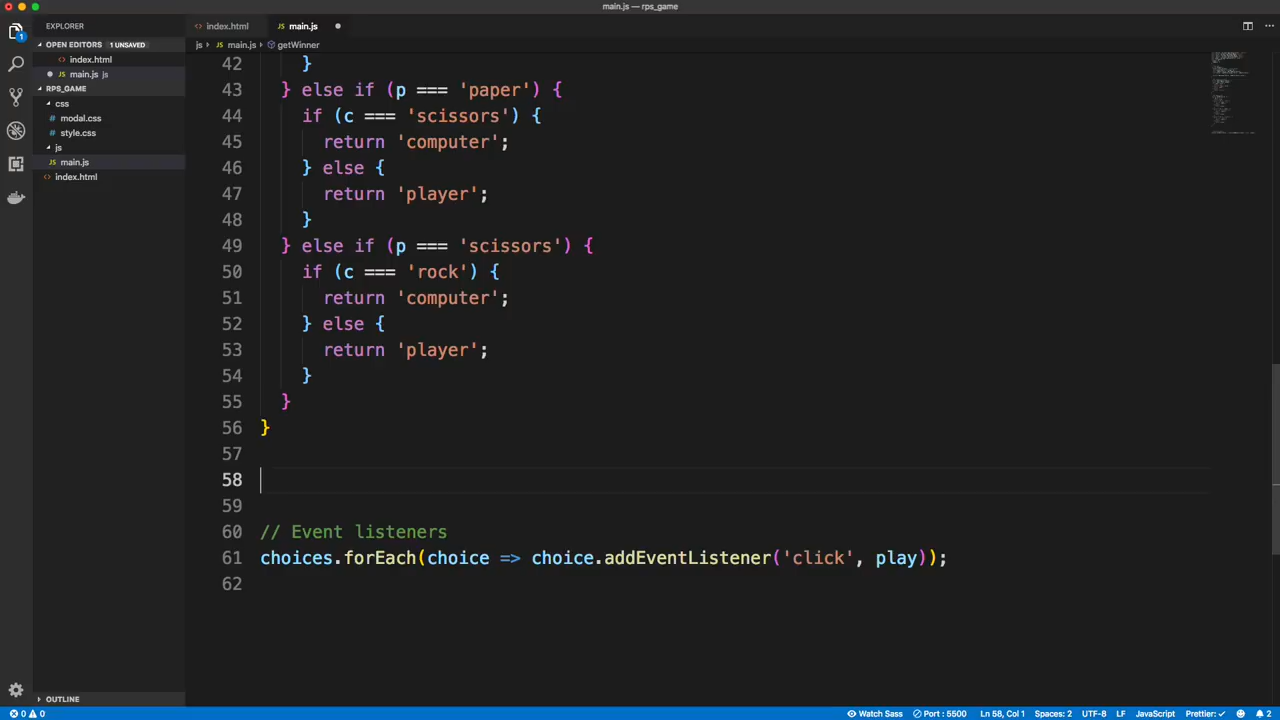 main.js — rps_game
EXPLORER
index.html
main.js
OPEN EDITORS 1 UNSAVED
js main.js getWinner
index.html
main.js js
RPS_GAME
css
modal.css
style.css
js
main.js
index.html
42 }
43 } else if (p === 'paper') {
44 if (c === 'scissors') {
45 return 'computer';
46 } else {
47 return 'player';
48 }
49 } else if (p === 'scissors') {
50 if (c === 'rock') {
51 return 'computer';
52 } else {
53 return 'player';
54 }
55 }
56 }
57
58
59
60 // Event listeners
61 choices.forEach(choice => choice.addEventListener('click', play));
62
1
OUTLINE
0 0 Watch Sass Port : 5500 Ln 58, Col 1 Spaces: 2 UTF-8 LF JavaScript Prettier: ✓ 2